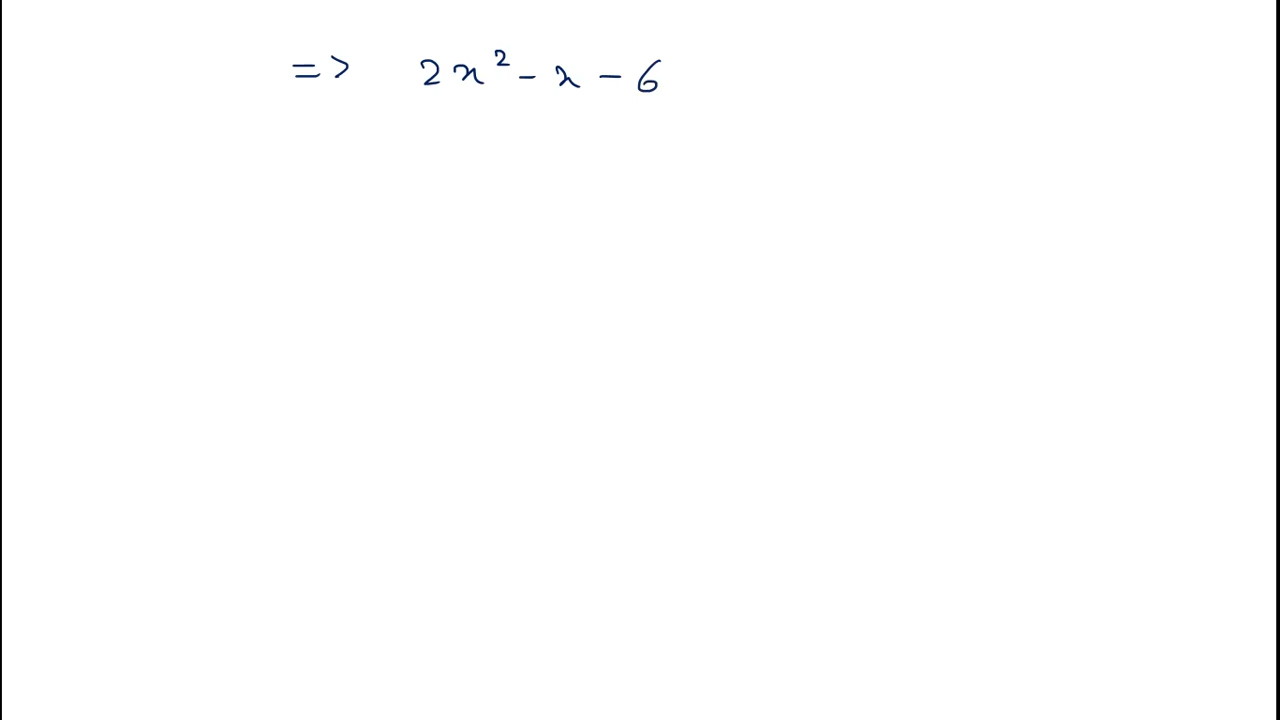 => 2x² - x - 6